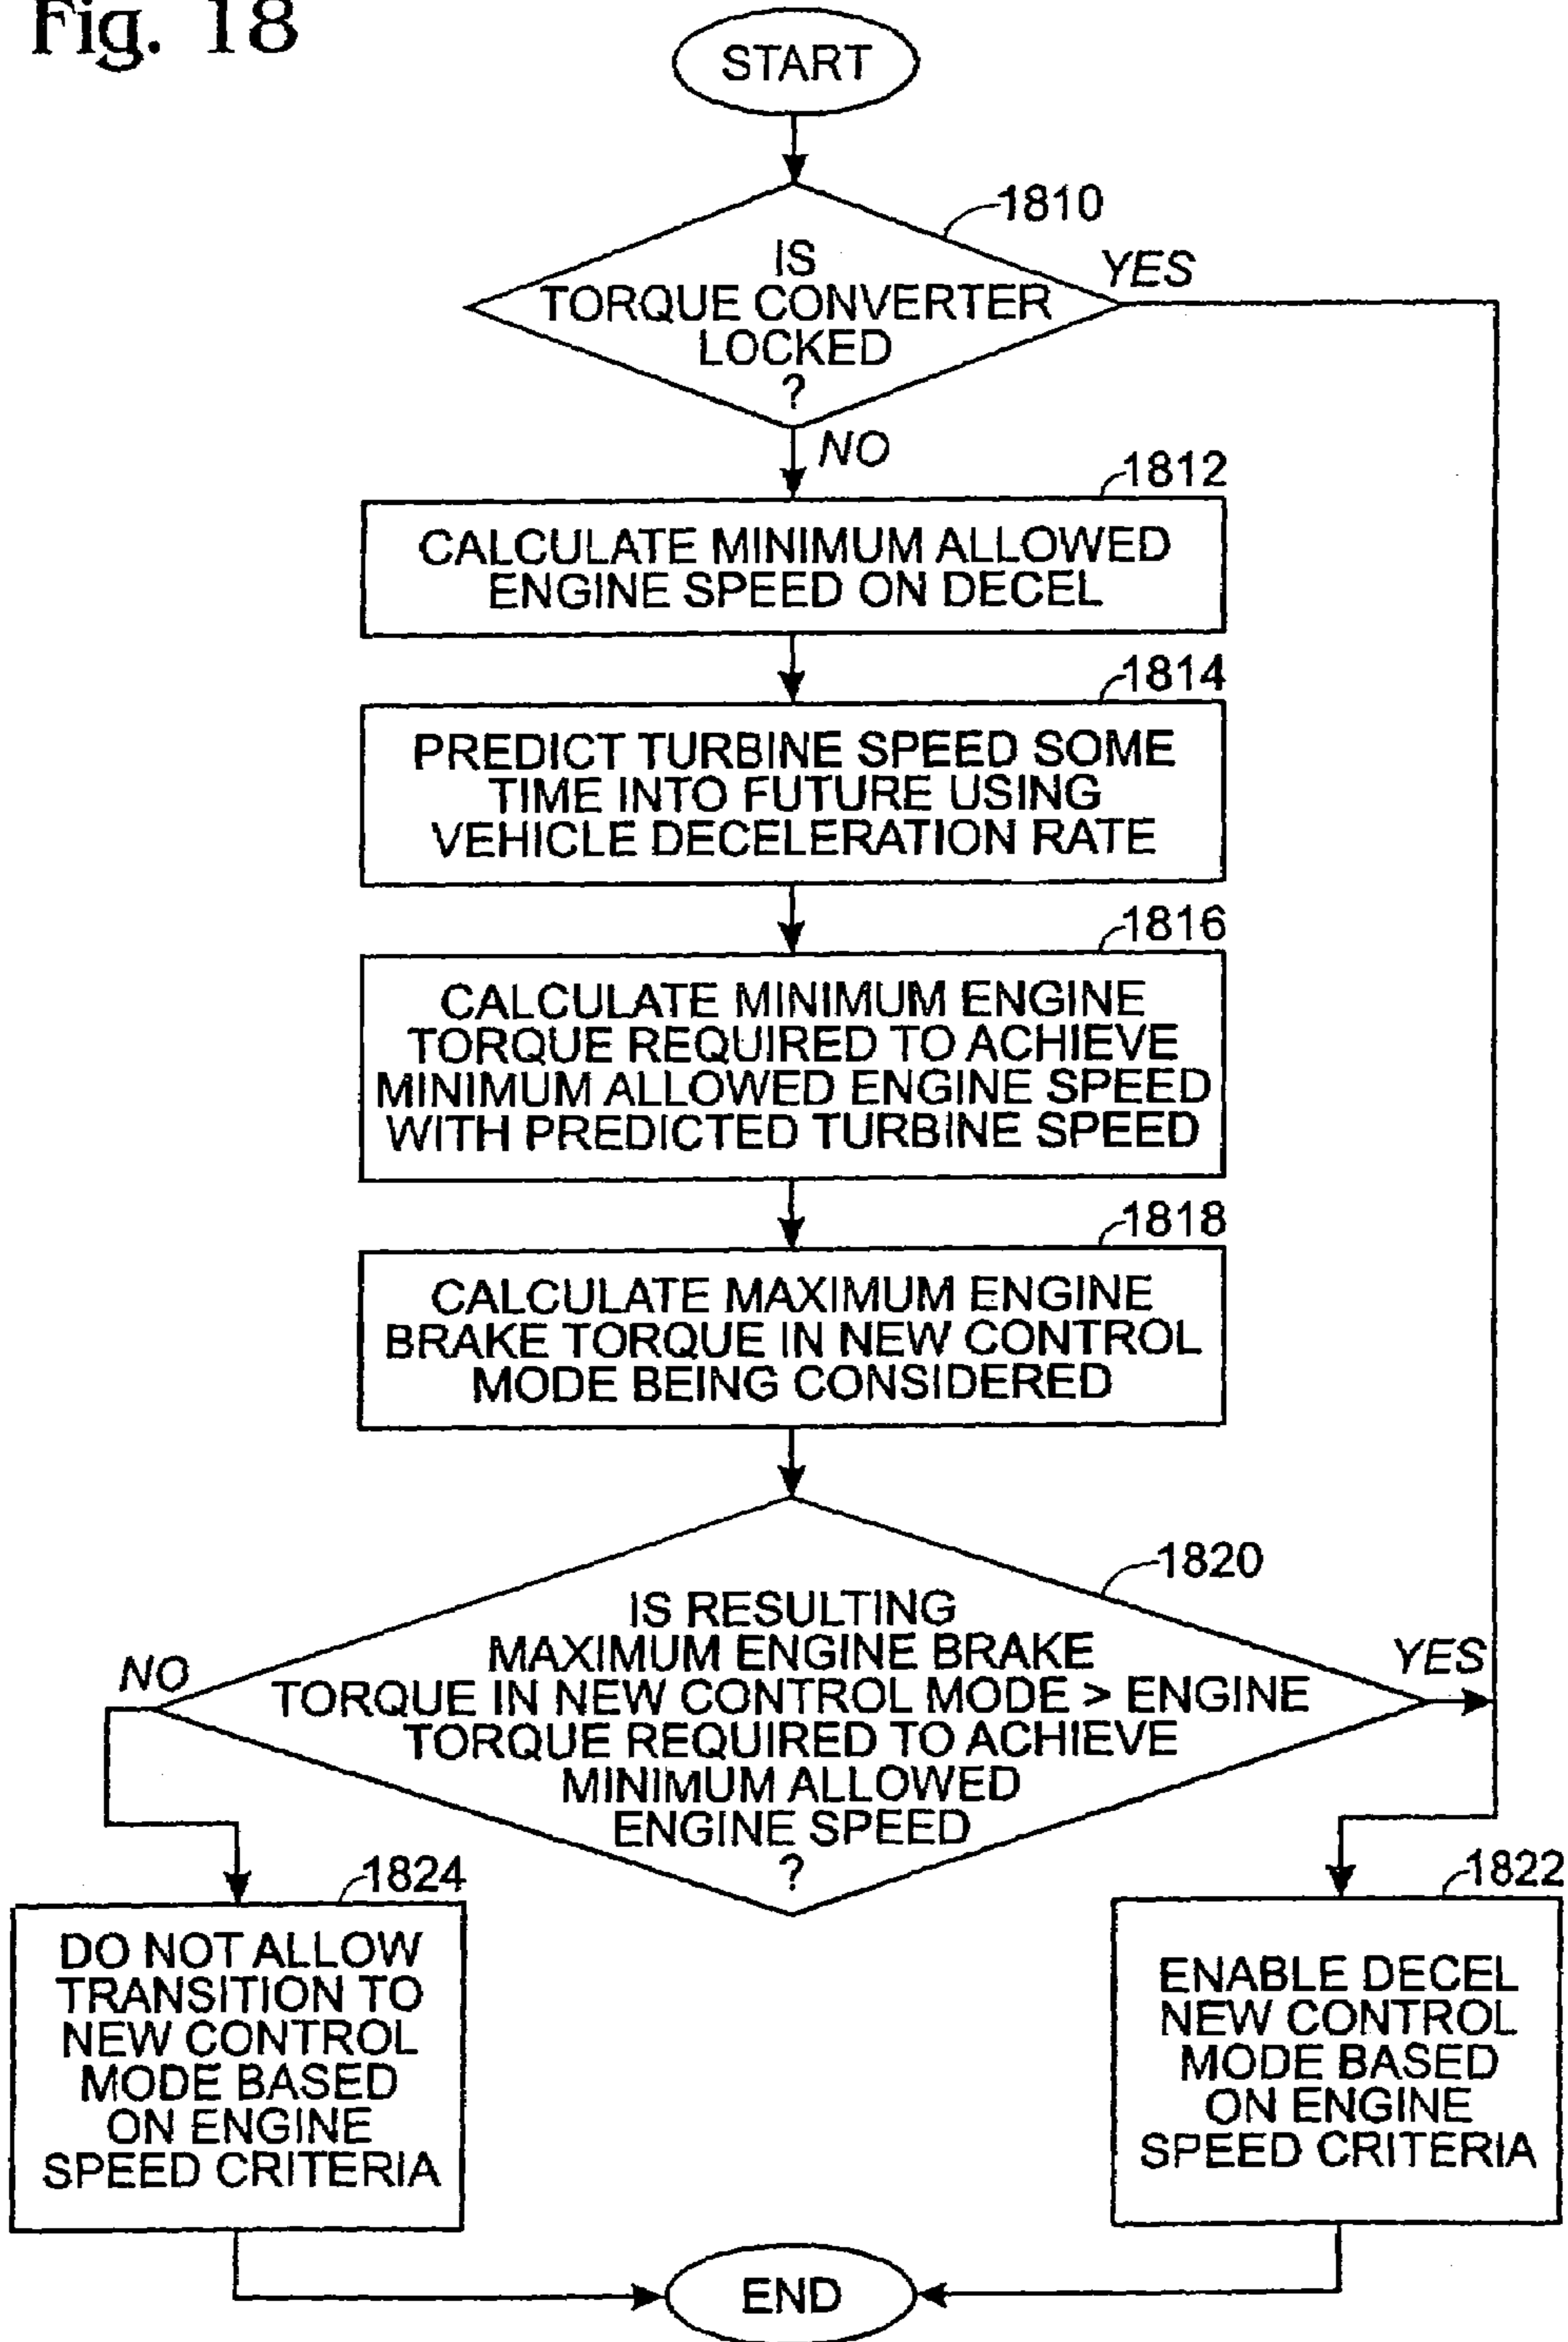 Fig. 18
START
1810
IS
TORQUE CONVERTER
LOCKED
?
YES
NO
1812
CALCULATE MINIMUM ALLOWED
ENGINE SPEED ON DECEL
1814
PREDICT TURBINE SPEED SOME
TIME INTO FUTURE USING
VEHICLE DECELERATION RATE
1816
CALCULATE MINIMUM ENGINE
TORQUE REQUIRED TO ACHIEVE
MINIMUM ALLOWED ENGINE SPEED
WITH PREDICTED TURBINE SPEED
1818
CALCULATE MAXIMUM ENGINE
BRAKE TORQUE IN NEW CONTROL
MODE BEING CONSIDERED
1820
IS RESULTING
MAXIMUM ENGINE BRAKE
TORQUE IN NEW CONTROL MODE > ENGINE
TORQUE REQUIRED TO ACHIEVE
MINIMUM ALLOWED
ENGINE SPEED
?
NO
YES
1824
DO NOT ALLOW
TRANSITION TO
NEW CONTROL
MODE BASED
ON ENGINE
SPEED CRITERIA
1822
ENABLE DECEL
NEW CONTROL
MODE BASED
ON ENGINE
SPEED CRITERIA
END